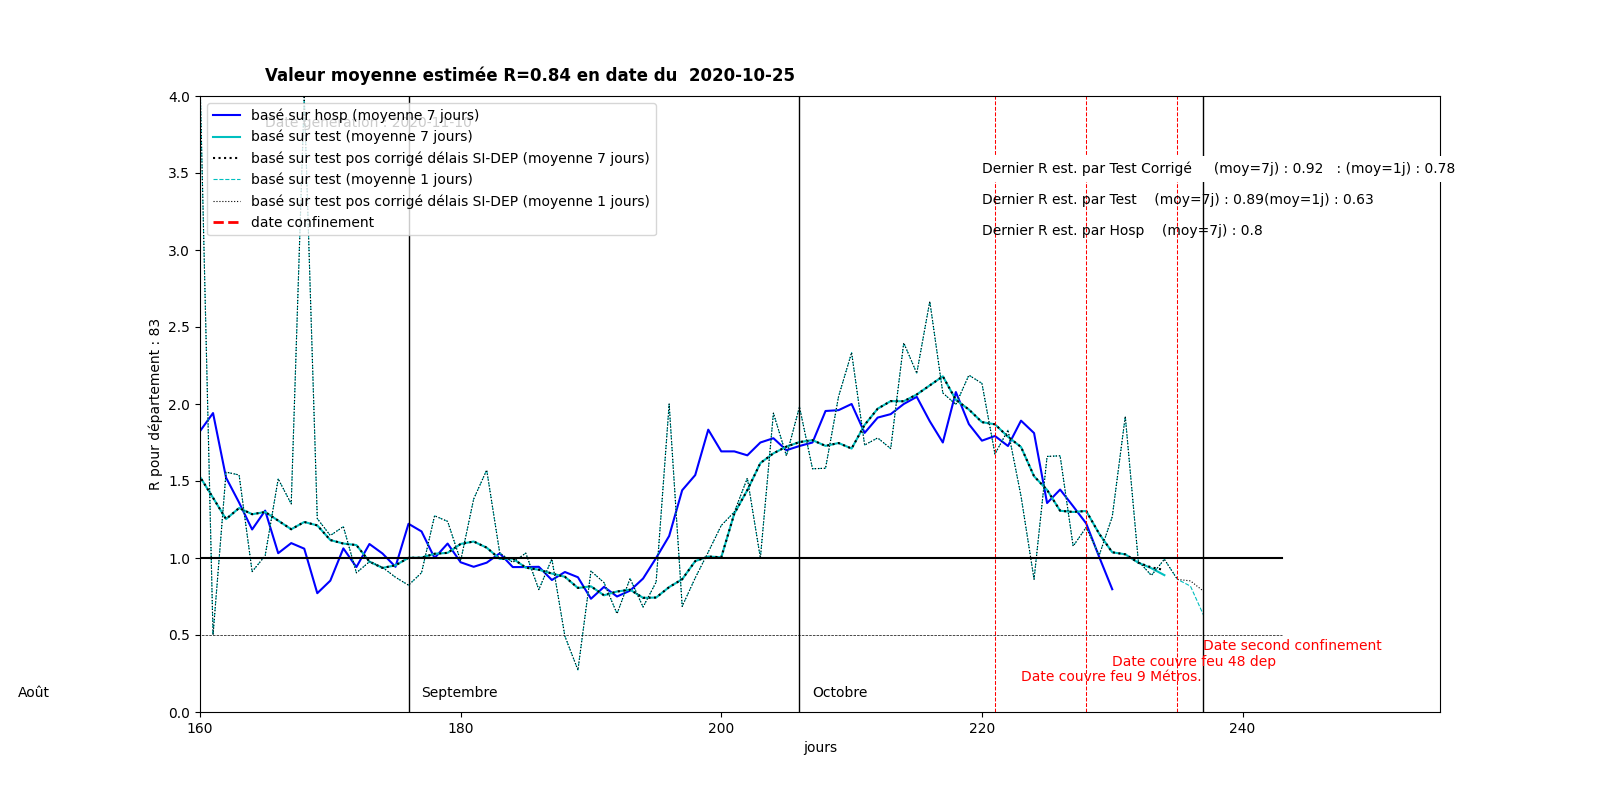 Valeur moyenne estimée R=0.84 en date du  2020-10-25
Date génération : 2020-11-10
basé sur hosp (moyenne 7 jours)
basé sur test (moyenne 7 jours)
basé sur test pos corrigé délais SI-DEP (moyenne 7 jours)
basé sur test (moyenne 1 jours)
basé sur test pos corrigé délais SI-DEP (moyenne 1 jours)
date confinement
Dernier R est. par Test Corrigé     (moy=7j) : 0.92   : (moy=1j) : 0.78
Dernier R est. par Test    (moy=7j) : 0.89(moy=1j) : 0.63
Dernier R est. par Hosp    (moy=7j) : 0.8
4.0
3.5
3.0
2.5
2.0
1.5
1.0
0.5
0.0
R pour département : 83
Date second confinement
Date couvre feu 48 dep
Date couvre feu 9 Métros.
Août
Septembre
Octobre
160
180
200
220
240
jours